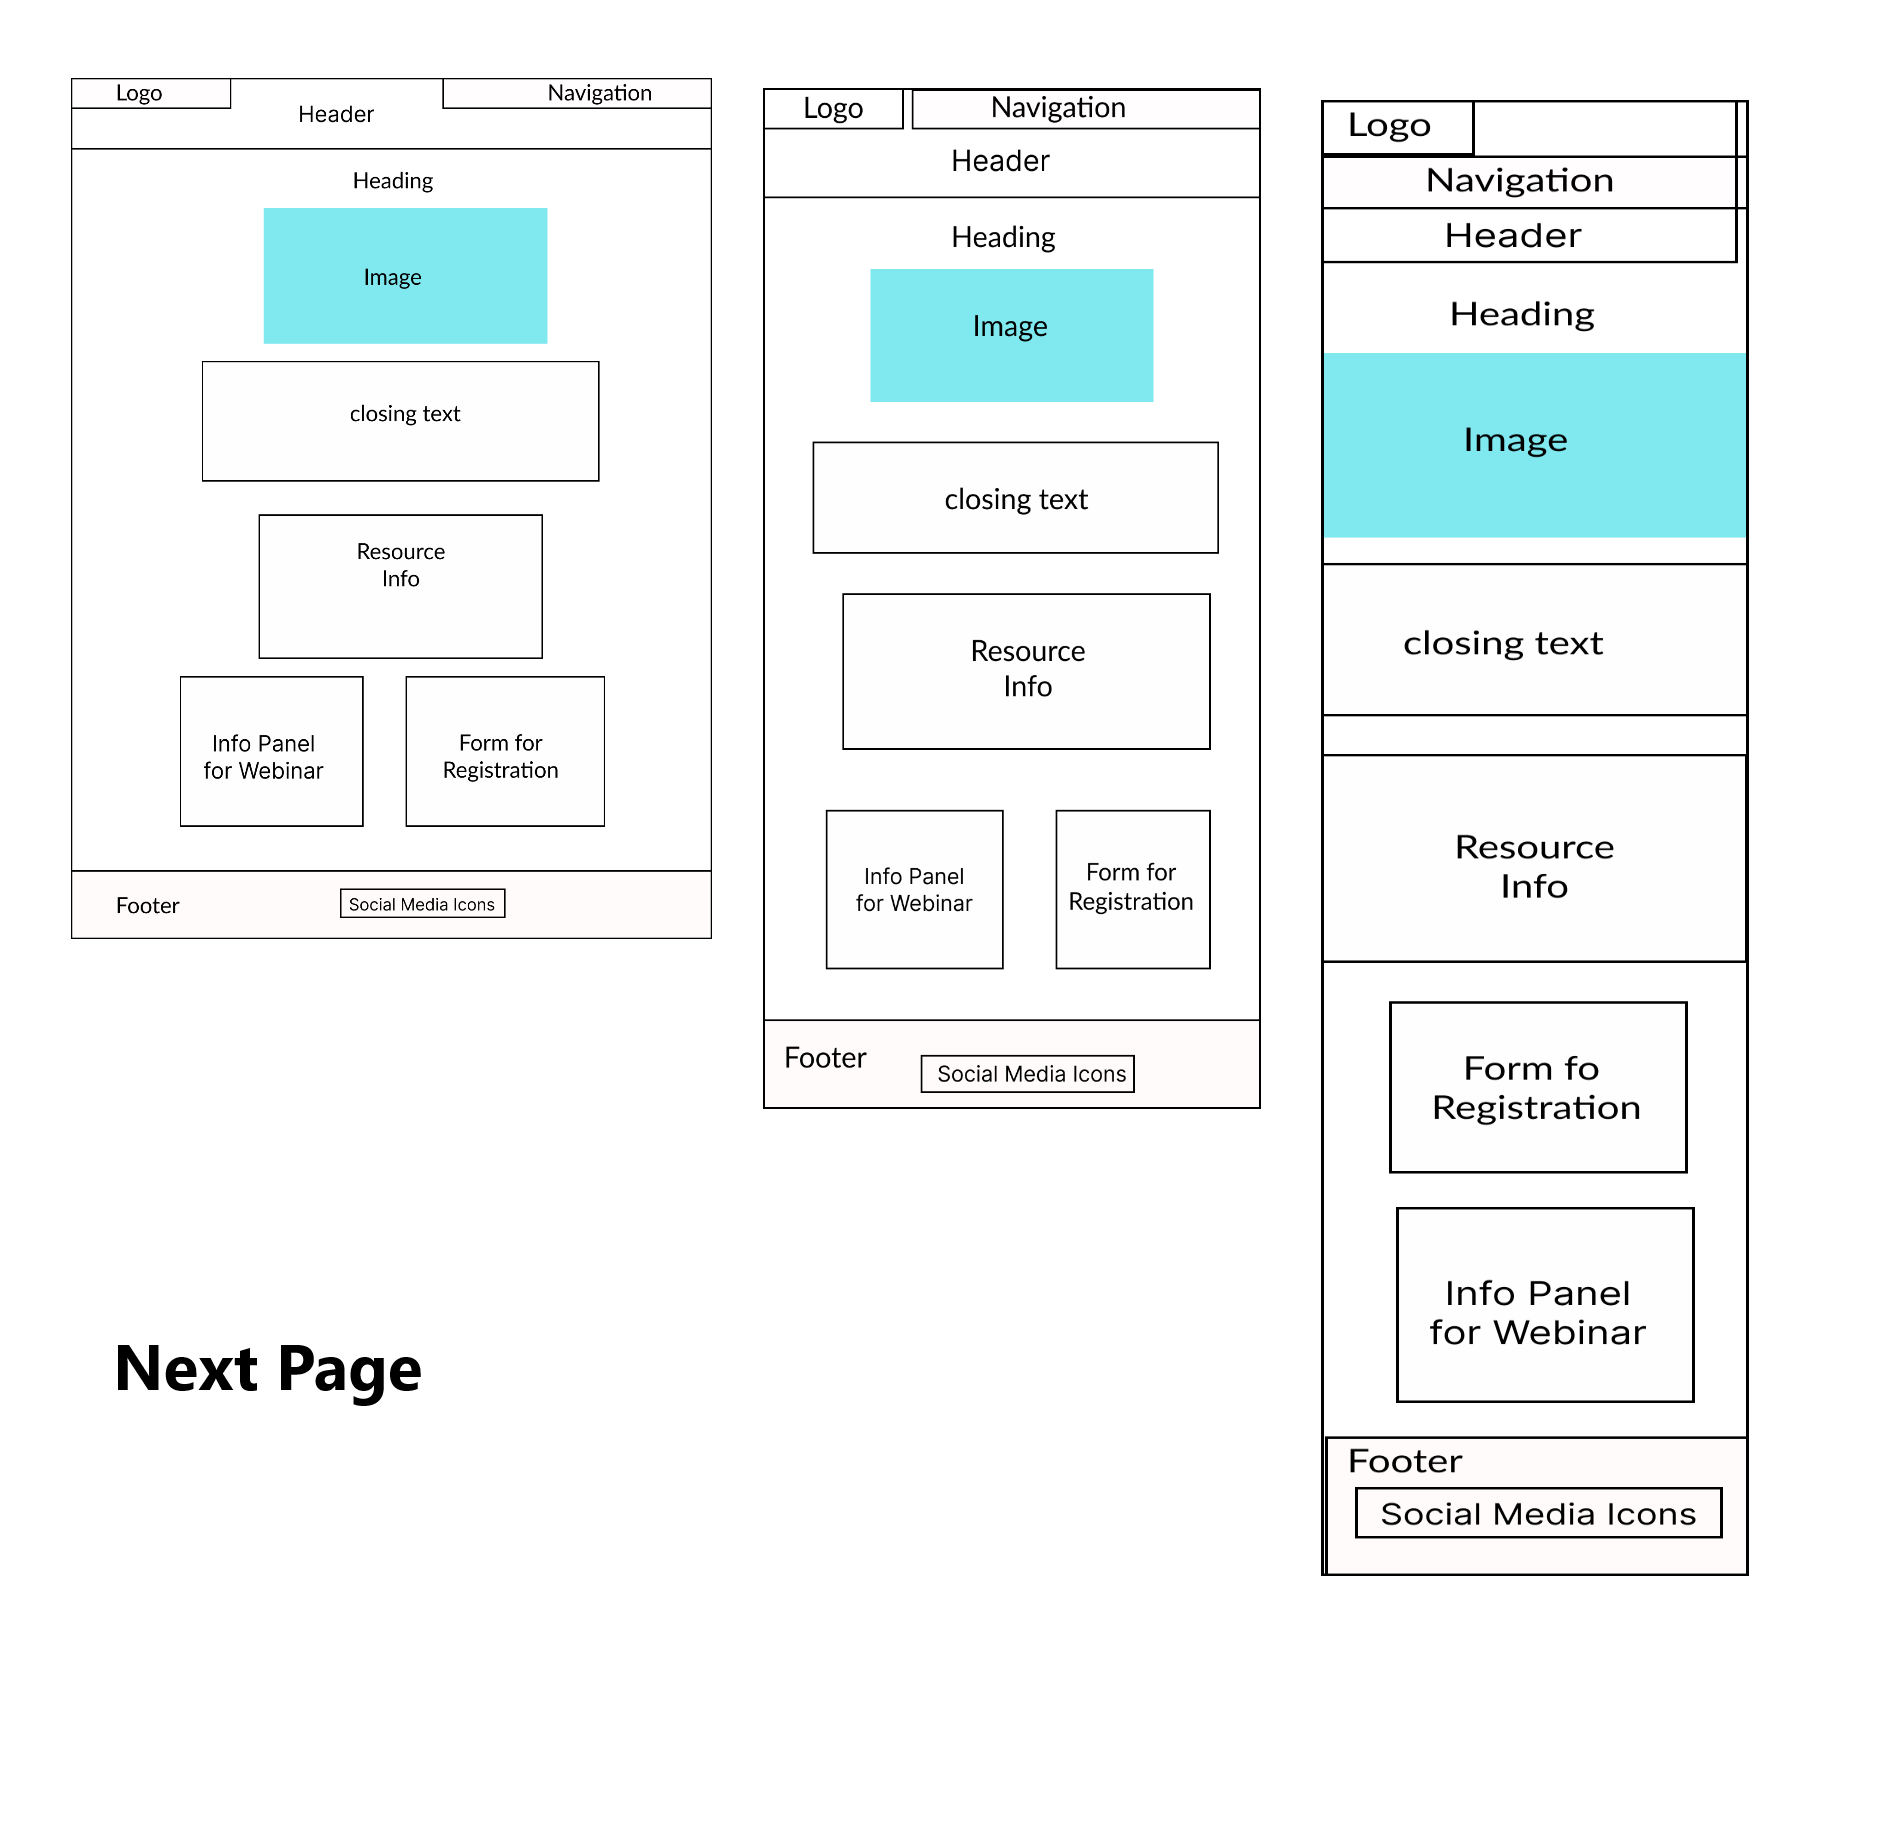 Logo
Header
Navigation
Heading
Image
closing text
Resource
Info
Info Panel
for Webinar
Form for
Registration
Footer
Social Media Icons
Logo
Navigation
Header
Heading
Image
closing text
Resource
Info
Info Panel
for Webinar
Form for
Registration
Footer
Social Media Icons
Logo
Navigation
Header
Heading
Image
closing text
Resource
Info
Form fo
Registration
Info Panel
for Webinar
Footer
Social Media Icons
Next Page